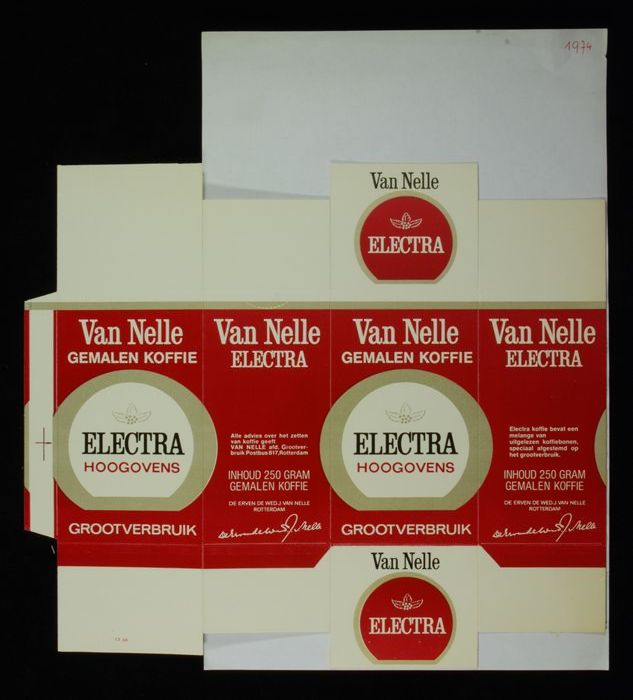 1974
Van Nelle
ELECTRA
Van Nelle
GEMALEN KOFFIE
ELECTRA
HOOGOVENS
GROOTVERBRUIK
Van Nelle
ELECTRA
Alle advies over het zetten
van koffie geeft
VAN NELLE afd. Grootver-
bruik Postbus 817, Rotterdam
INHOUD 250 GRAM
GEMALEN KOFFIE
DE ERVEN DE WED. J. VAN NELLE
ROTTERDAM
Van Nelle
GEMALEN KOFFIE
ELECTRA
HOOGOVENS
GROOTVERBRUIK
Van Nelle
ELECTRA
Electra koffie bevat een
melange van
uitgelezen koffiebonen,
speciaal afgestemd op
het grootverbruik.
INHOUD 250 GRAM
GEMALEN KOFFIE
DE ERVEN DE WED. J. VAN NELLE
ROTTERDAM
Van Nelle
ELECTRA